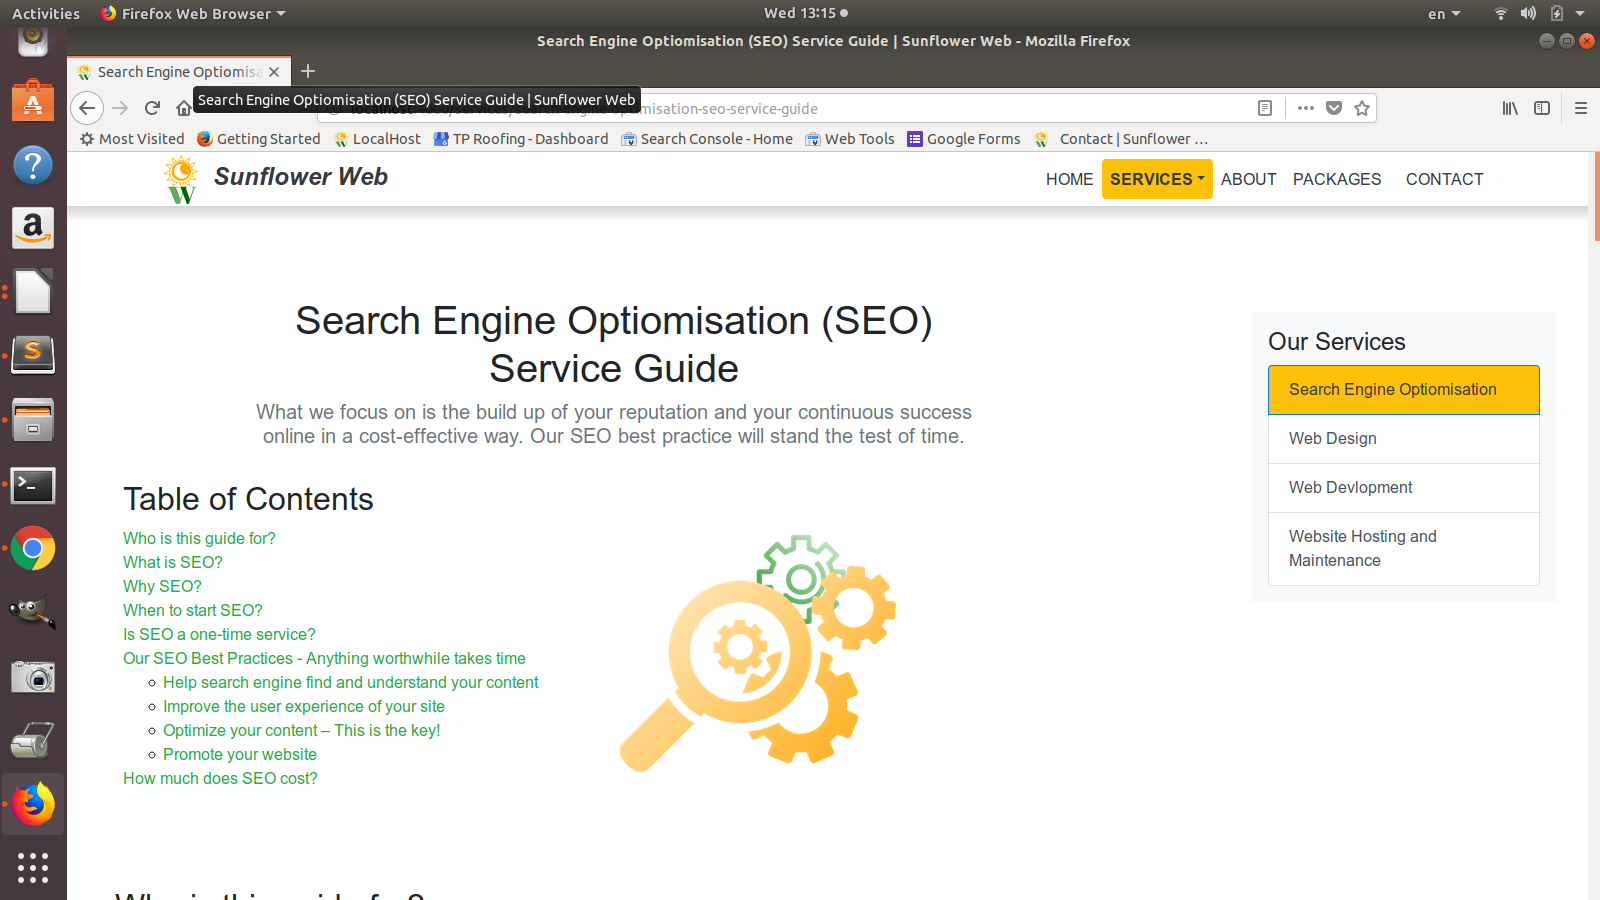 Activities
Firefox Web Browser
Wed 13:15
en
Search Engine Optiomisation (SEO) Service Guide | Sunflower Web - Mozilla Firefox
Search Engine Optiomisa
Search Engine Optiomisation (SEO) Service Guide | Sunflower Web
optiomisation-seo-service-guide
Most Visited
Getting Started
LocalHost
TP Roofing - Dashboard
Search Console - Home
Web Tools
Google Forms
Contact | Sunflower ...
Sunflower Web
HOME
SERVICES
ABOUT
PACKAGES
CONTACT
Search Engine Optiomisation (SEO)
Service Guide
What we focus on is the build up of your reputation and your continuous success
online in a cost-effective way. Our SEO best practice will stand the test of time.
Our Services
Search Engine Optiomisation
Web Design
Web Devlopment
Website Hosting and
Maintenance
Table of Contents
Who is this guide for?
What is SEO?
Why SEO?
When to start SEO?
Is SEO a one-time service?
Our SEO Best Practices - Anything worthwhile takes time
Help search engine find and understand your content
Improve the user experience of your site
Optimize your content – This is the key!
Promote your website
How much does SEO cost?
Who is this guide for?